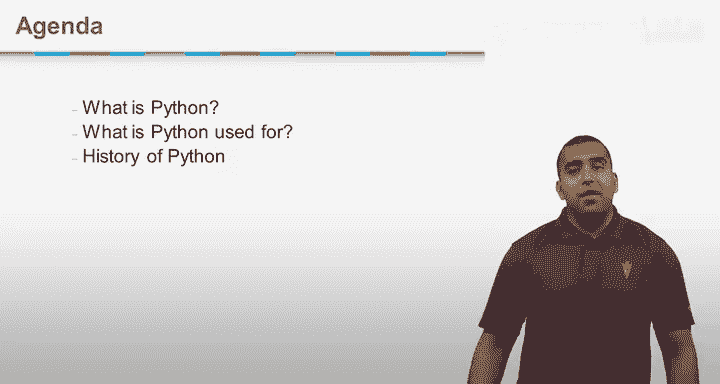 Agenda
- What is Python?
- What is Python used for?
- History of Python